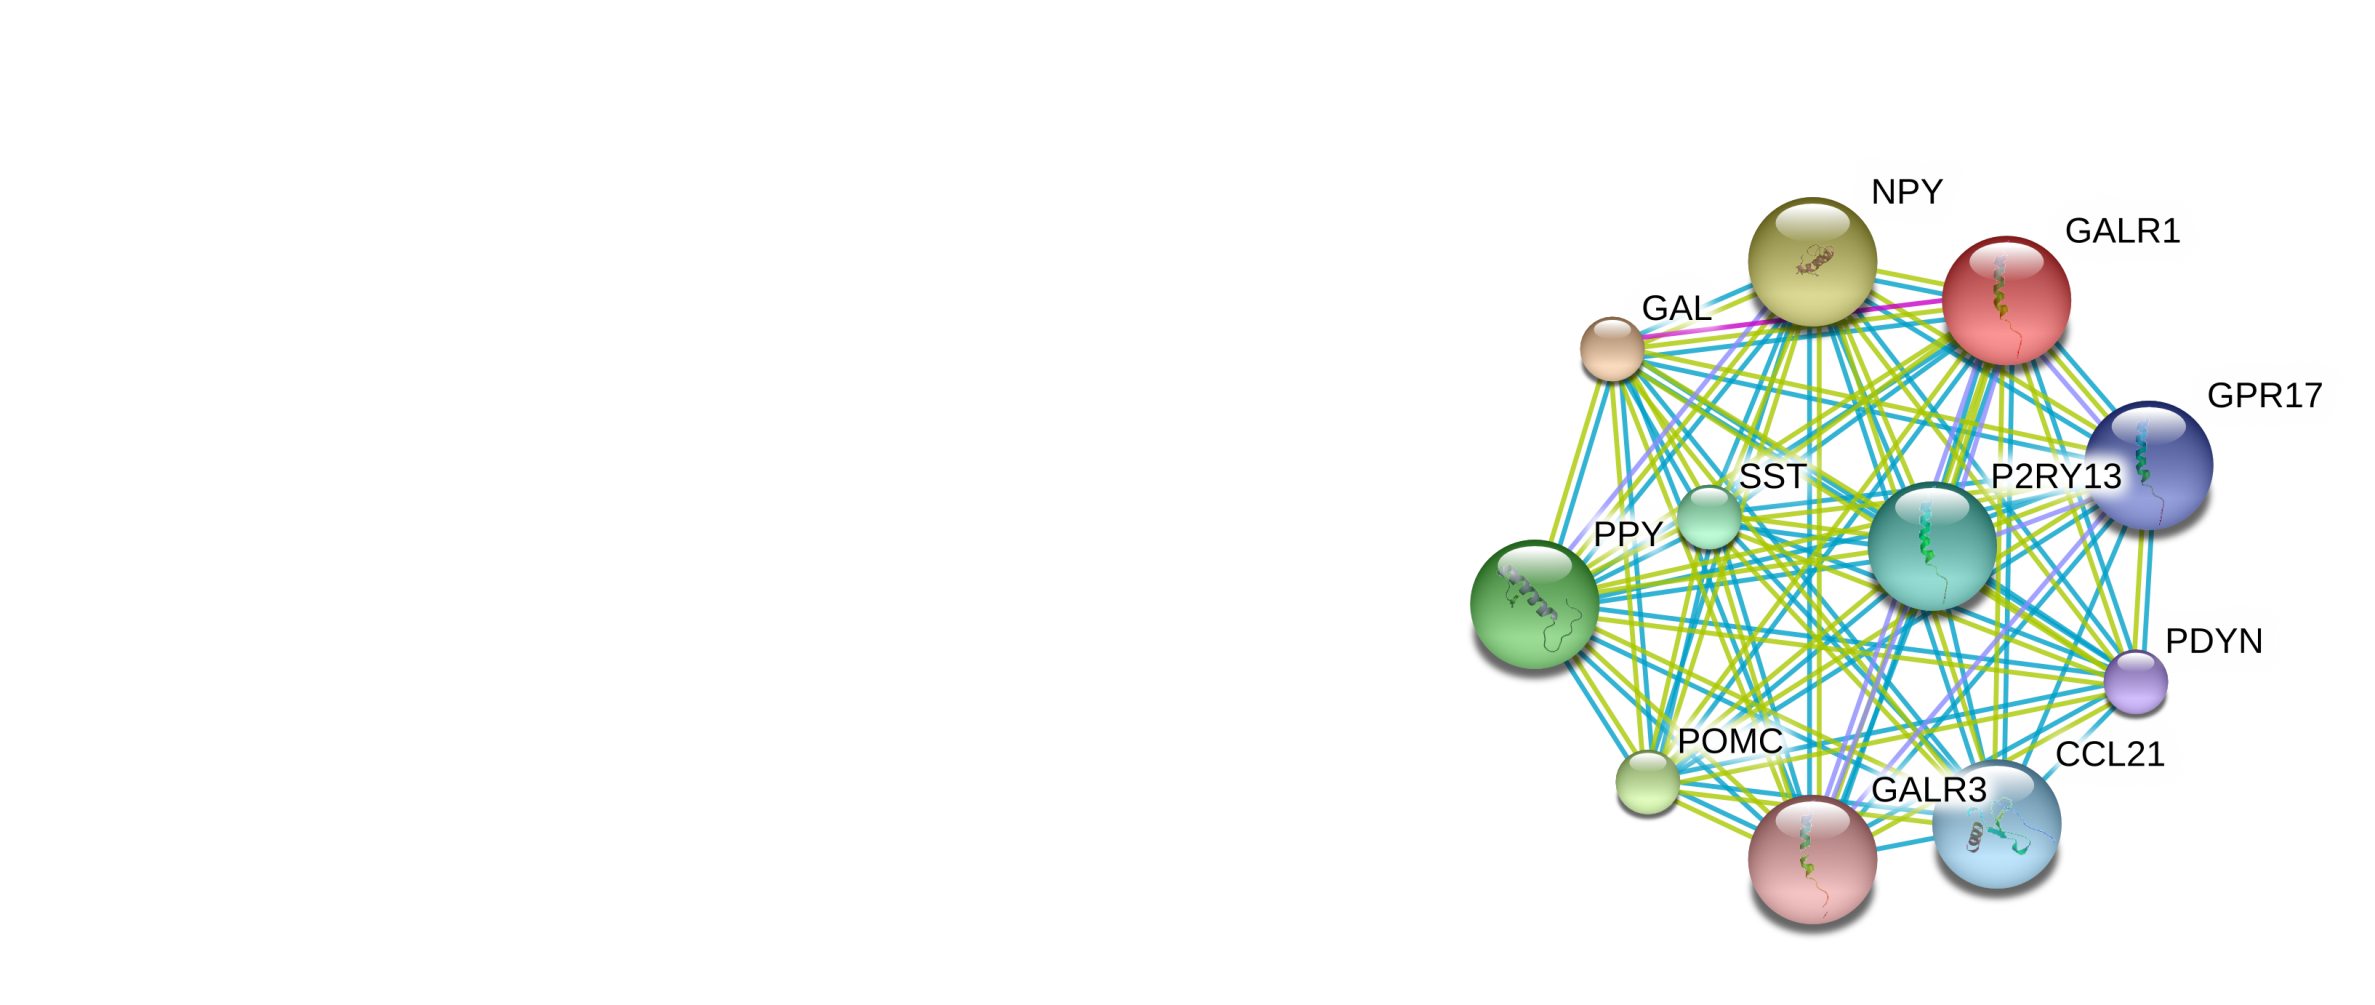 NPY
GALR1
GAL
GPR17
SST
P2RY13
PPY
PDYN
POMC
CCL21
GALR3